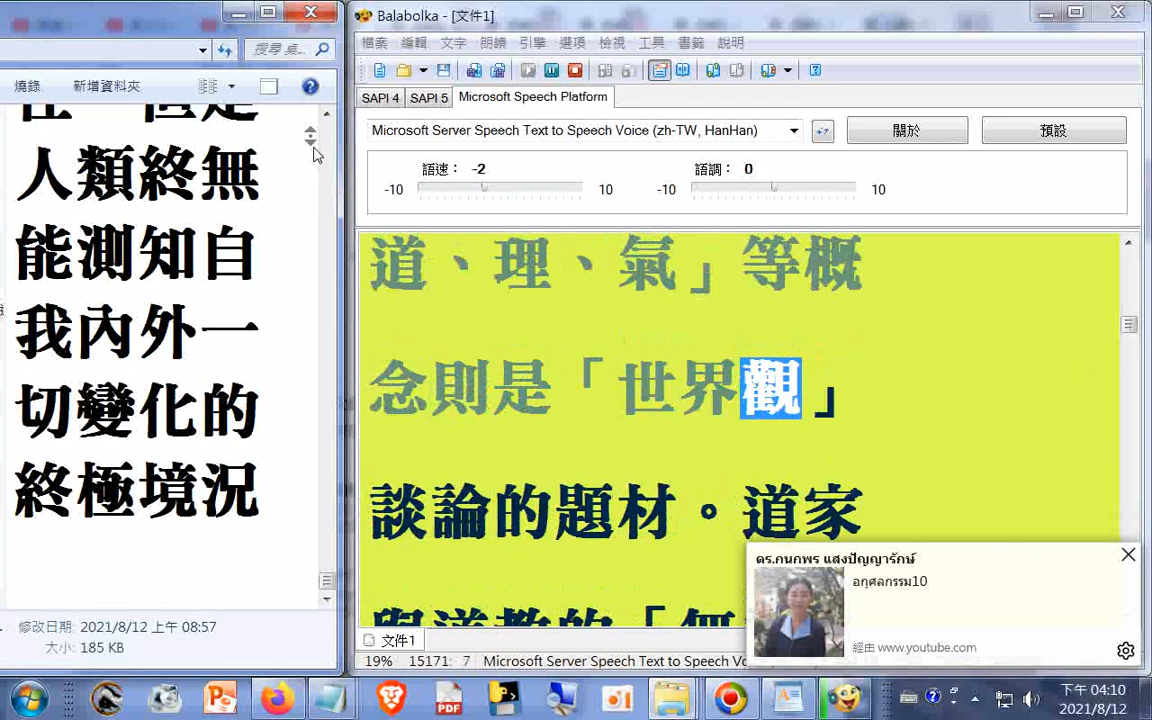 搜尋 桌...
燒錄
新增資料夾
人類終無
能測知自
我內外一
切變化的
終極境況
修改日期: 2021/8/12 上午 08:57
大小: 185 KB
Balabolka - [文件1]
檔案 編輯 文字 朗讀 引擎 選項 檢視 工具 書籤 說明
SAPI 4 SAPI 5 Microsoft Speech Platform
Microsoft Server Speech Text to Speech Voice (zh-TW, HanHan)
關於
預設
語速： -2
語調： 0
-10 10 -10 10
道、理、氣」等概
念則是「世界觀」
談論的題材。道家
與道教的「無
文件1
19% 15171: 7 Microsoft Server Speech Text to Speech Vo
ดร.กนกพร แสงปัญญารักษ์
อกุศลกรรม10
經由 www.youtube.com
PDF
下午 04:10
2021/8/12